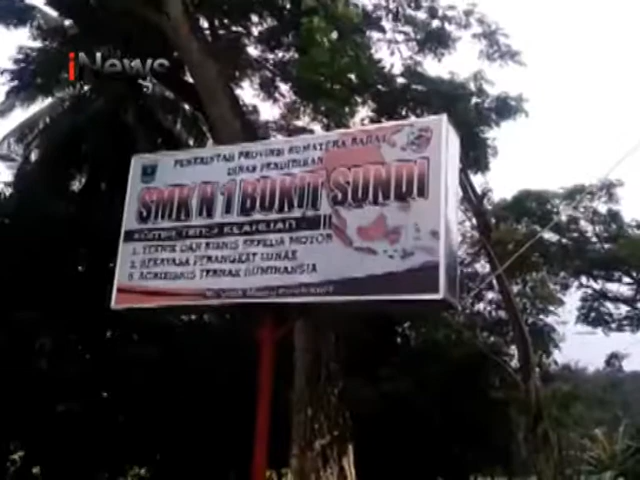 iNews
PEMERINTAH PROVINSI SUMATERA BARAT
DINAS PENDIDIKAN
SMK N 1 BUKIT SUNDI
KOMPETENSI KEAHLIAN
1. TEKNIK DAN BISNIS SEPEDA MOTOR
2. REKAYASA PERANGKAT LUNAK
3. AGRIBISNIS TERNAK RUMINANSIA